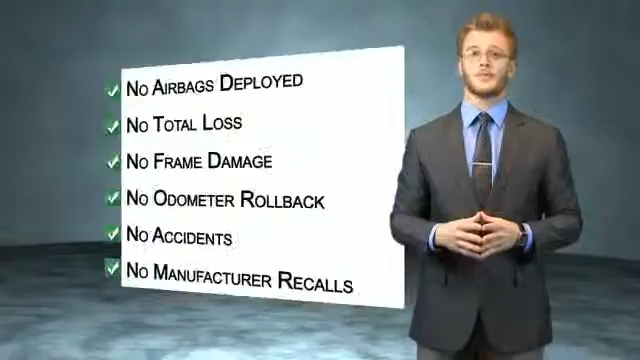 No Airbags Deployed
No Total Loss
No Frame Damage
No Odometer Rollback
No Accidents
No Manufacturer Recalls